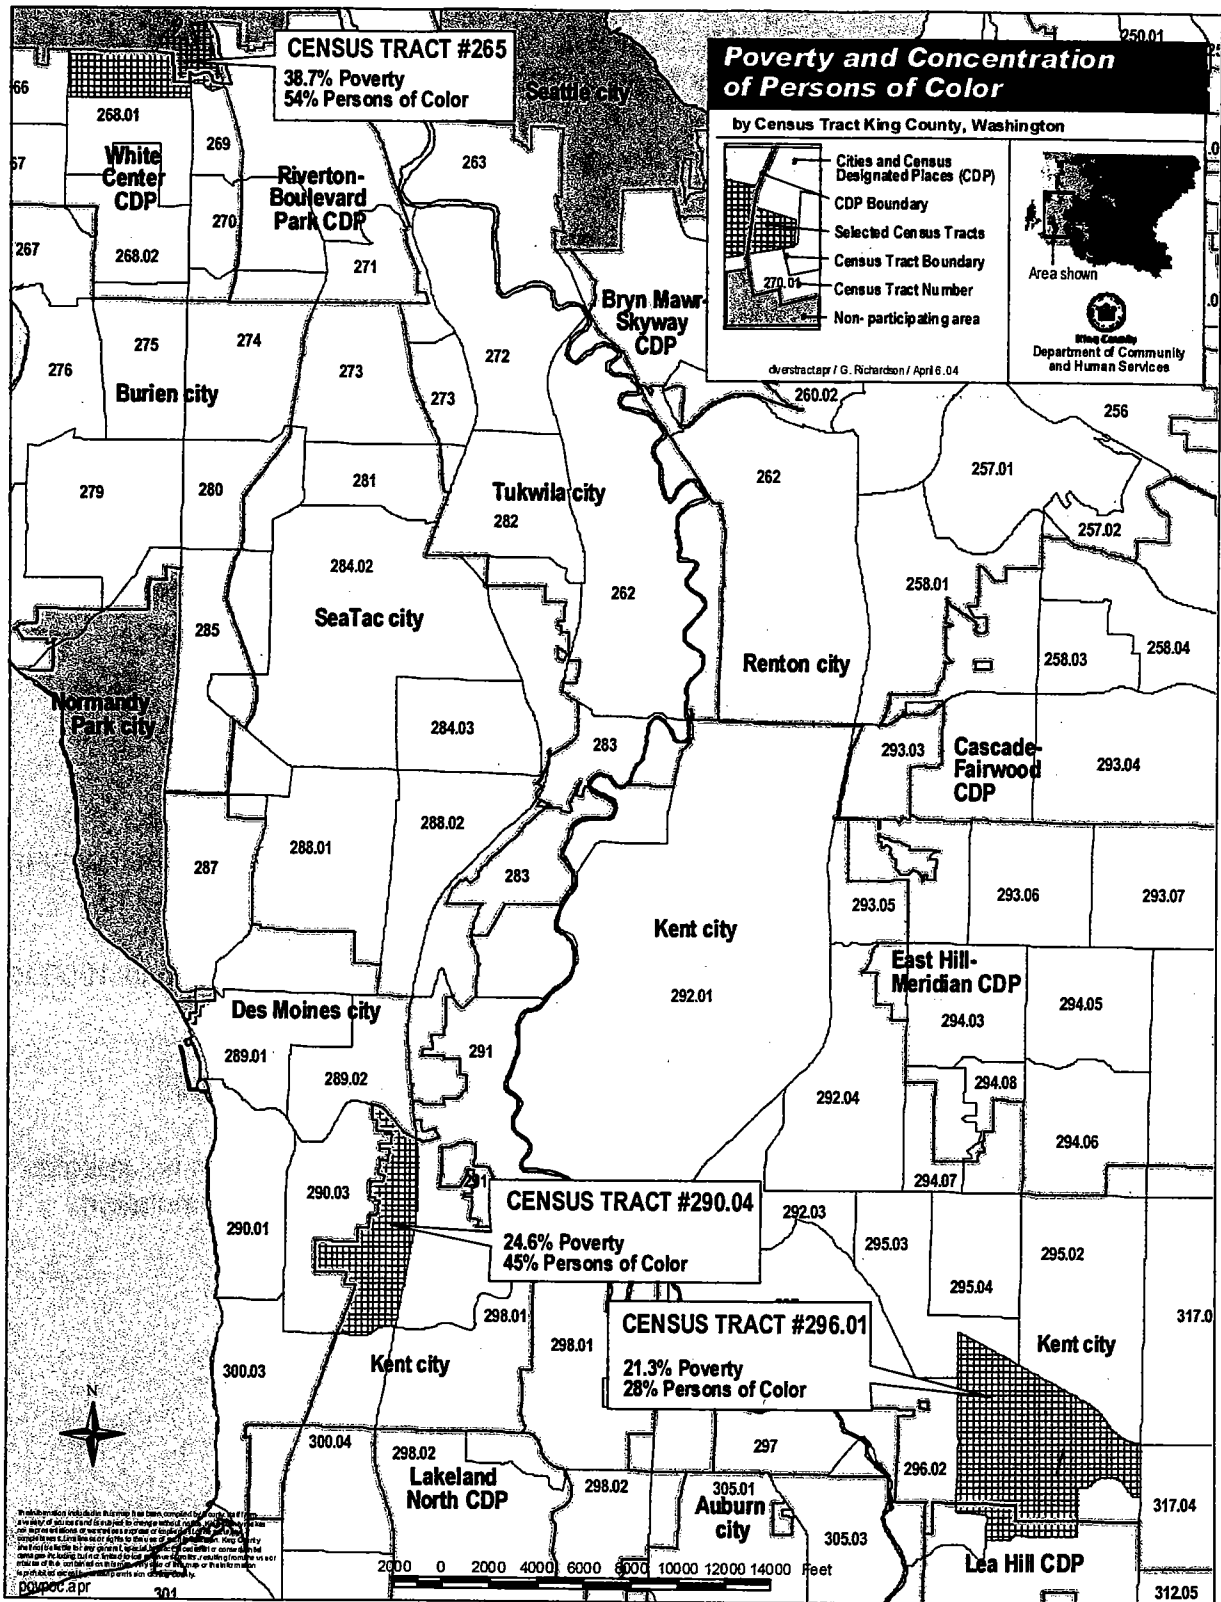 CENSUS TRACT #265
38.7% Poverty
54% Persons of Color
Seattle city
250.01
Poverty and Concentration
of Persons of Color
by Census Tract King County, Washington
Cities and Census
Designated Places (CDP)
CDP Boundary
Selected Census Tracts
Census Tract Boundary
270.01
Census Tract Number
Non- participating area
Area shown
King County
Department of Community
and Human Services
dverstract.apr / G. Richardson / April 6. 04
66
268.01
269
263
67
White
Center
CDP
Riverton-
Boulevard
Park CDP
270
267
268.02
271
Bryn Mawr-
Skyway
CDP
275
274
272
276
273
273
Burien city
260.02
256
279
280
281
Tukwila city
282
262
257.01
257.02
284.02
262
258.01
SeaTac city
285
Renton city
258.03
258.04
Normandy
Park city
284.03
283
293.03
Cascade-
Fairwood
CDP
293.04
288.02
288.01
287
283
293.05
293.06
293.07
Kent city
East Hill-
Meridian CDP
292.01
294.05
Des Moines city
294.03
289.01
289.02
291
292.04
294.08
294.06
290.03
291
294.07
CENSUS TRACT #290.04
24.6% Poverty
45% Persons of Color
290.01
292.03
295.03
295.02
295.04
298.01
298.01
317.0
CENSUS TRACT #296.01
21.3% Poverty
28% Persons of Color
Kent city
Kent city
300.03
N
300.04
298.02
297
296.02
Lakeland
North CDP
298.02
305.01
Auburn
city
317.04
305.03
Lea Hill CDP
2000 0 2000 4000 6000 8000 10000 12000 14000 Feet
povpoc.apr
301
312.05